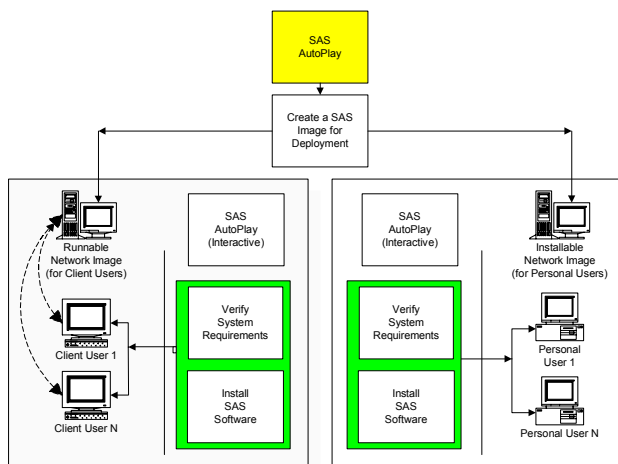 SAS
AutoPlay
Create a SAS
Image for
Deployment
Runnable
Network Image
(for Client Users)
Client User 1
Client User N
SAS
AutoPlay
(Interactive)
Verify
System
Requirements
Install
SAS
Software
SAS
AutoPlay
(Interactive)
Verify
System
Requirements
Install
SAS
Software
Installable
Network Image
(for Personal Users)
Personal
User 1
Personal User N